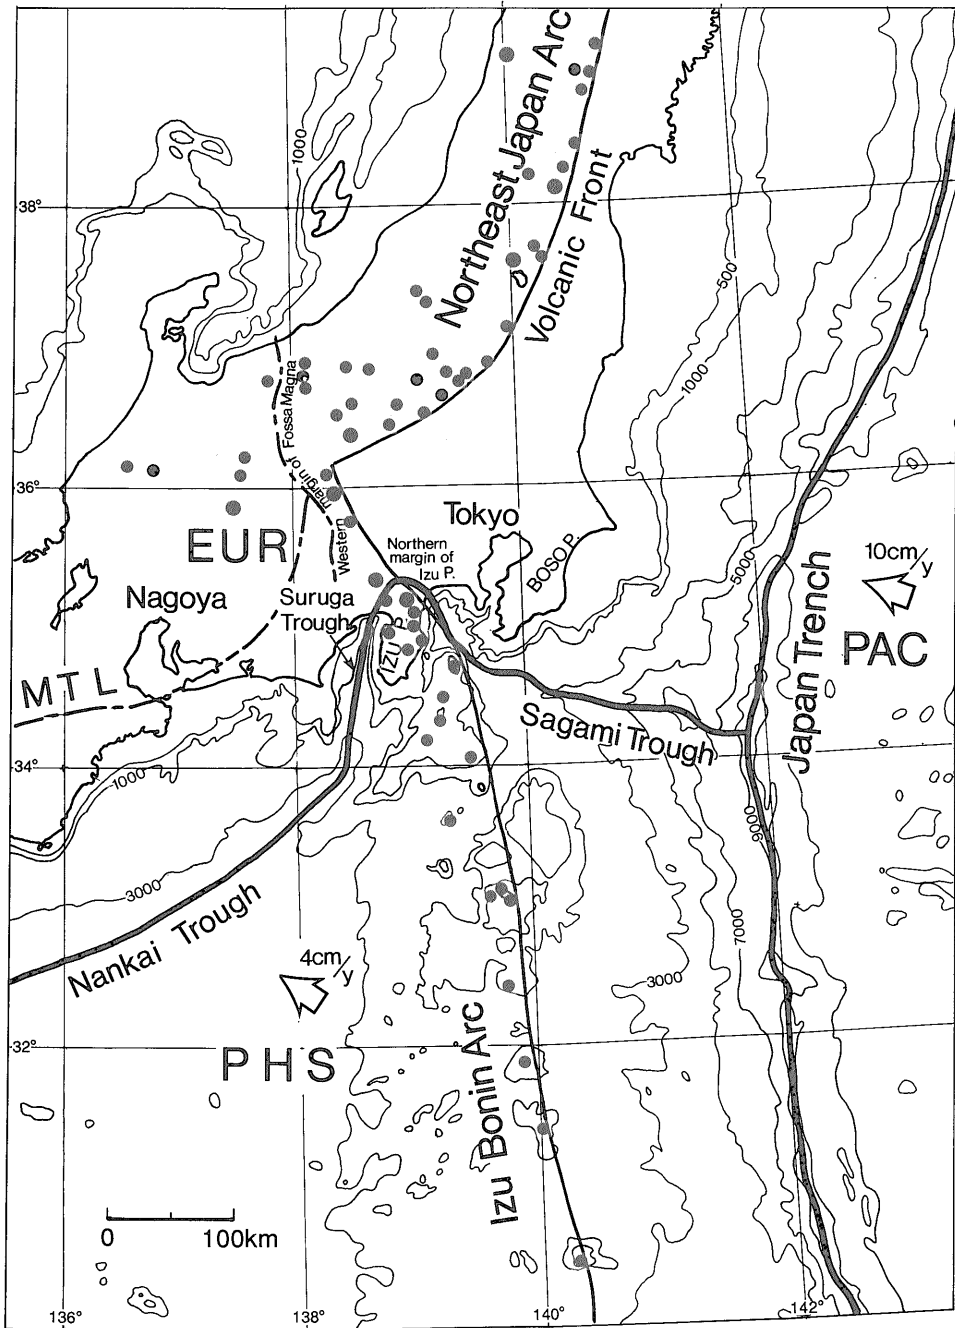 Northeast Japan Arc
1000
38°
Volcanic Front
500
1000
margin of Fossa Magna
Western
36°
Tokyo
EUR
Northern
margin of
Izu P.
BOSO P.
5000
10cm/y
Nagoya
Suruga
Trough
IZU
Japan Trench
PAC
MTL
Sagami Trough
34°
1000
9000
3000
Nankai Trough
7000
4cm/y
3000
32°
PHS
Izu Bonin Arc
0 100km
136° 138° 140° 142°